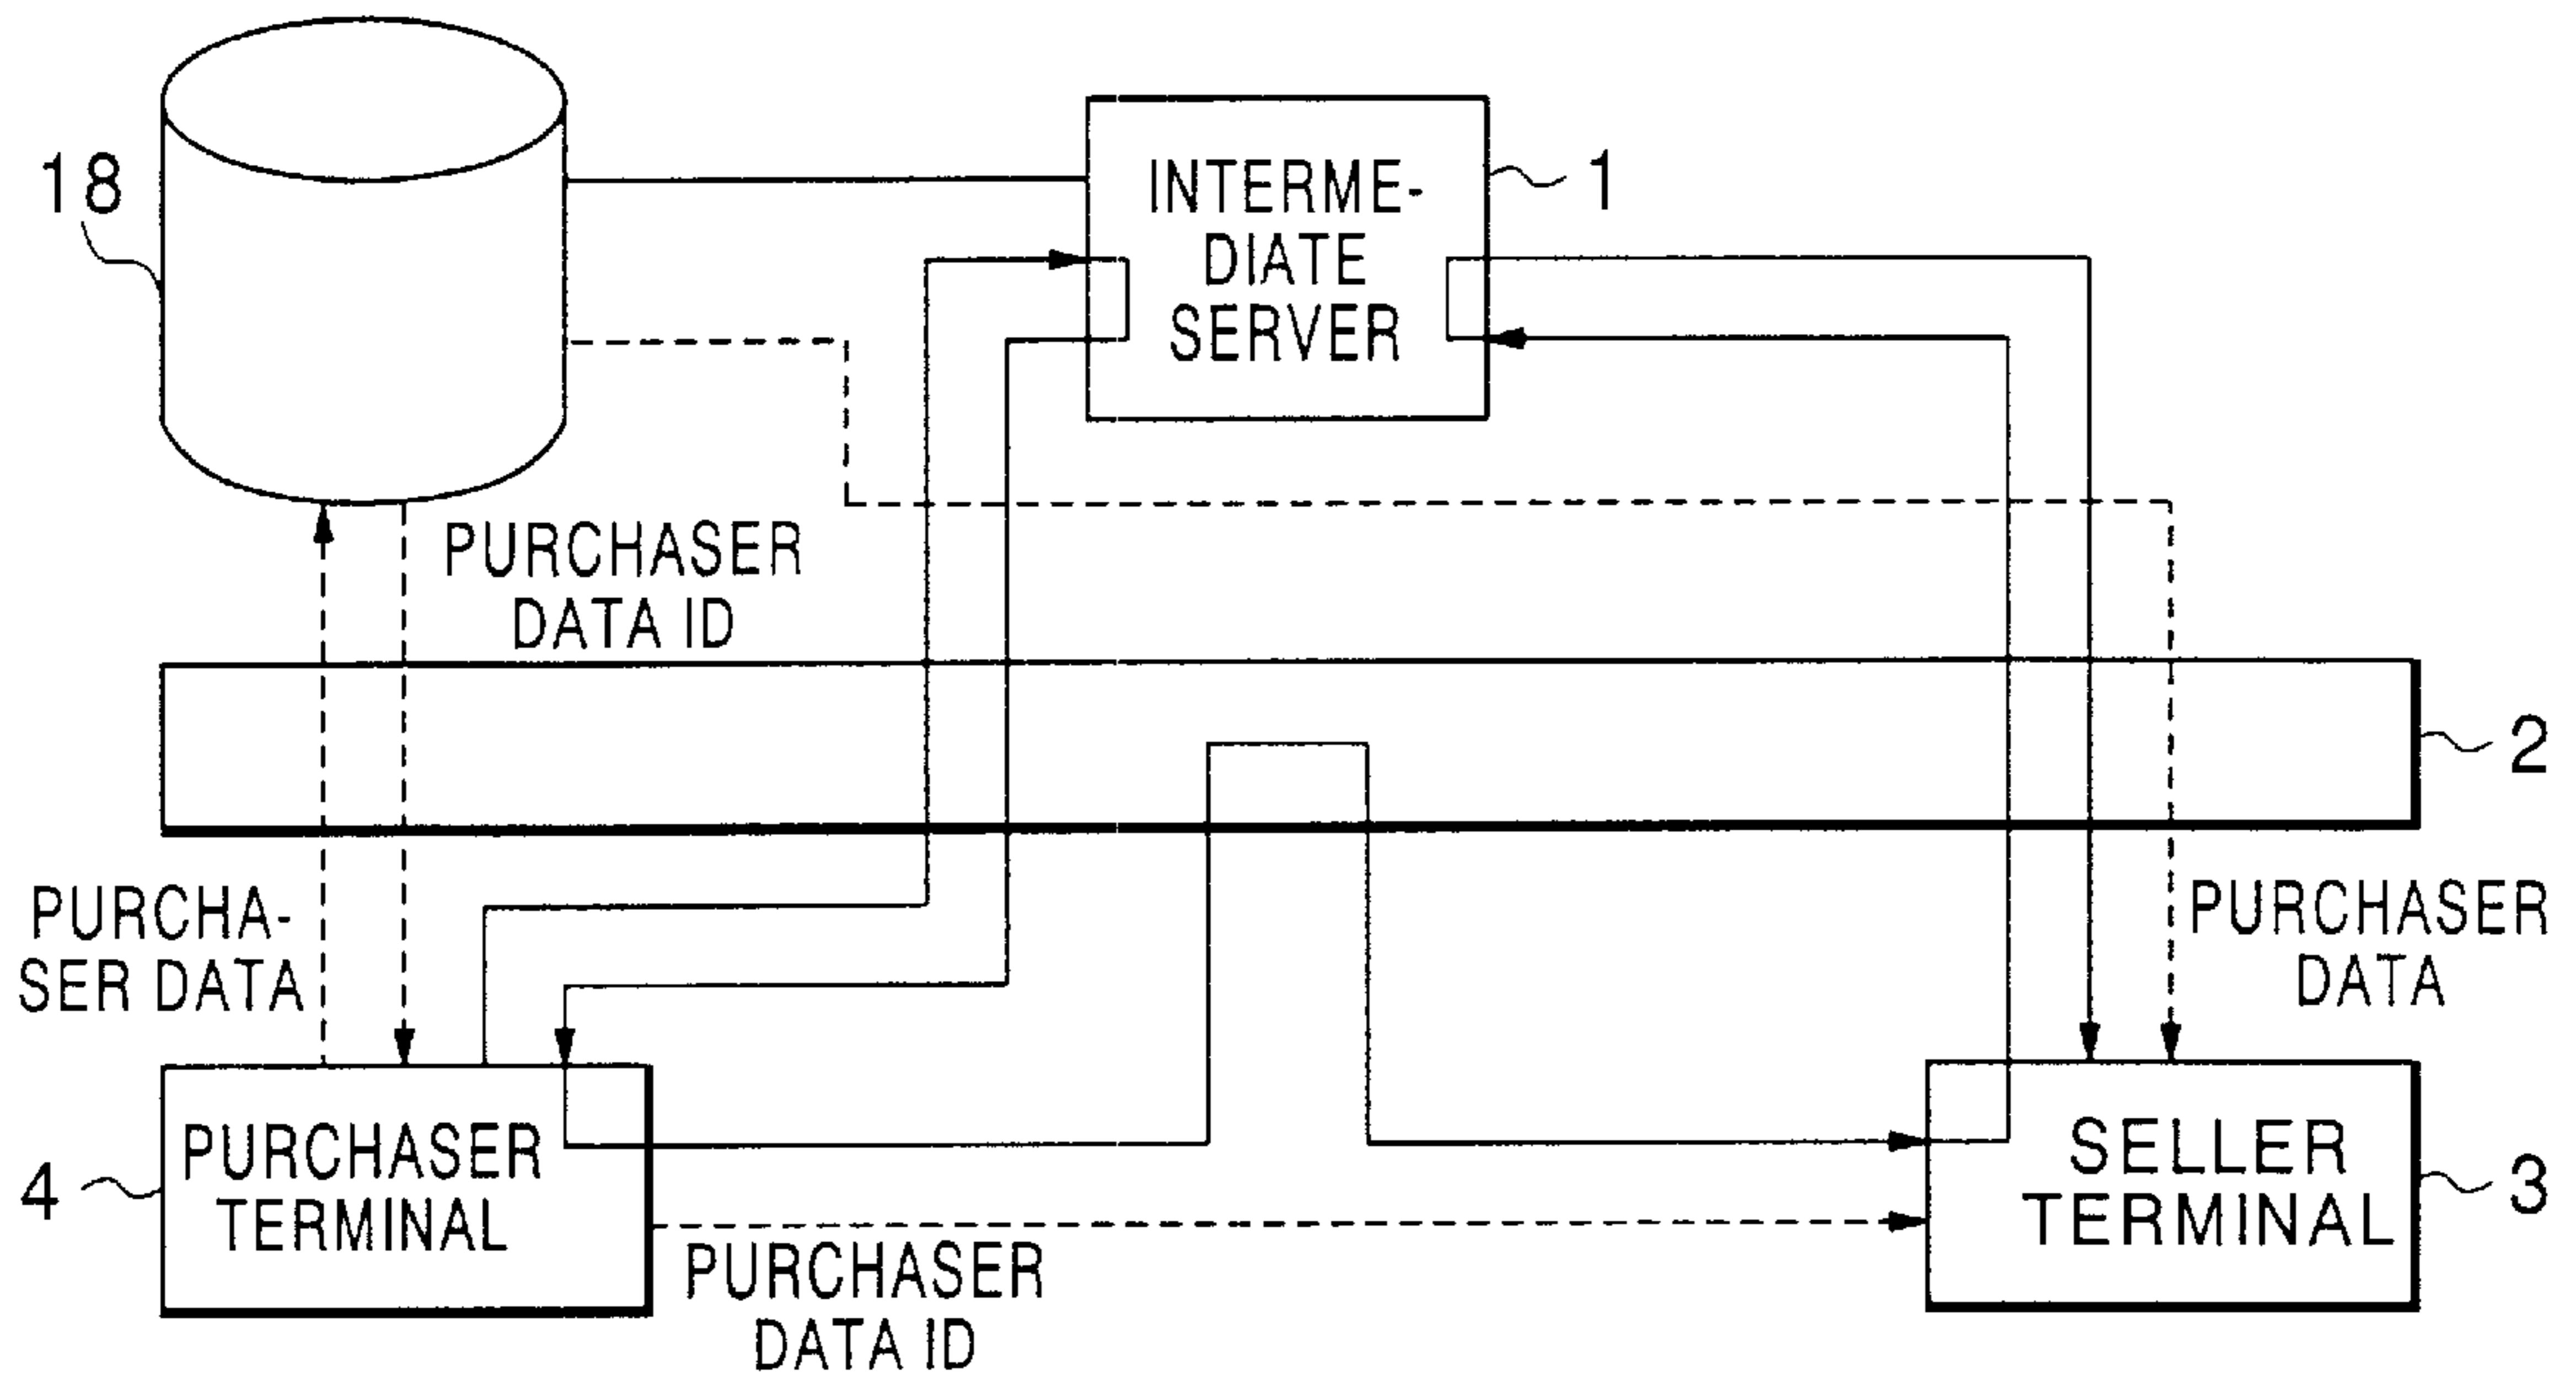 18
INTERME-
DIATE
SERVER
1
PURCHASER
DATA ID
2
PURCHA-
SER DATA
PURCHASER
DATA
4
PURCHASER
TERMINAL
PURCHASER
DATA ID
SELLER
TERMINAL
3